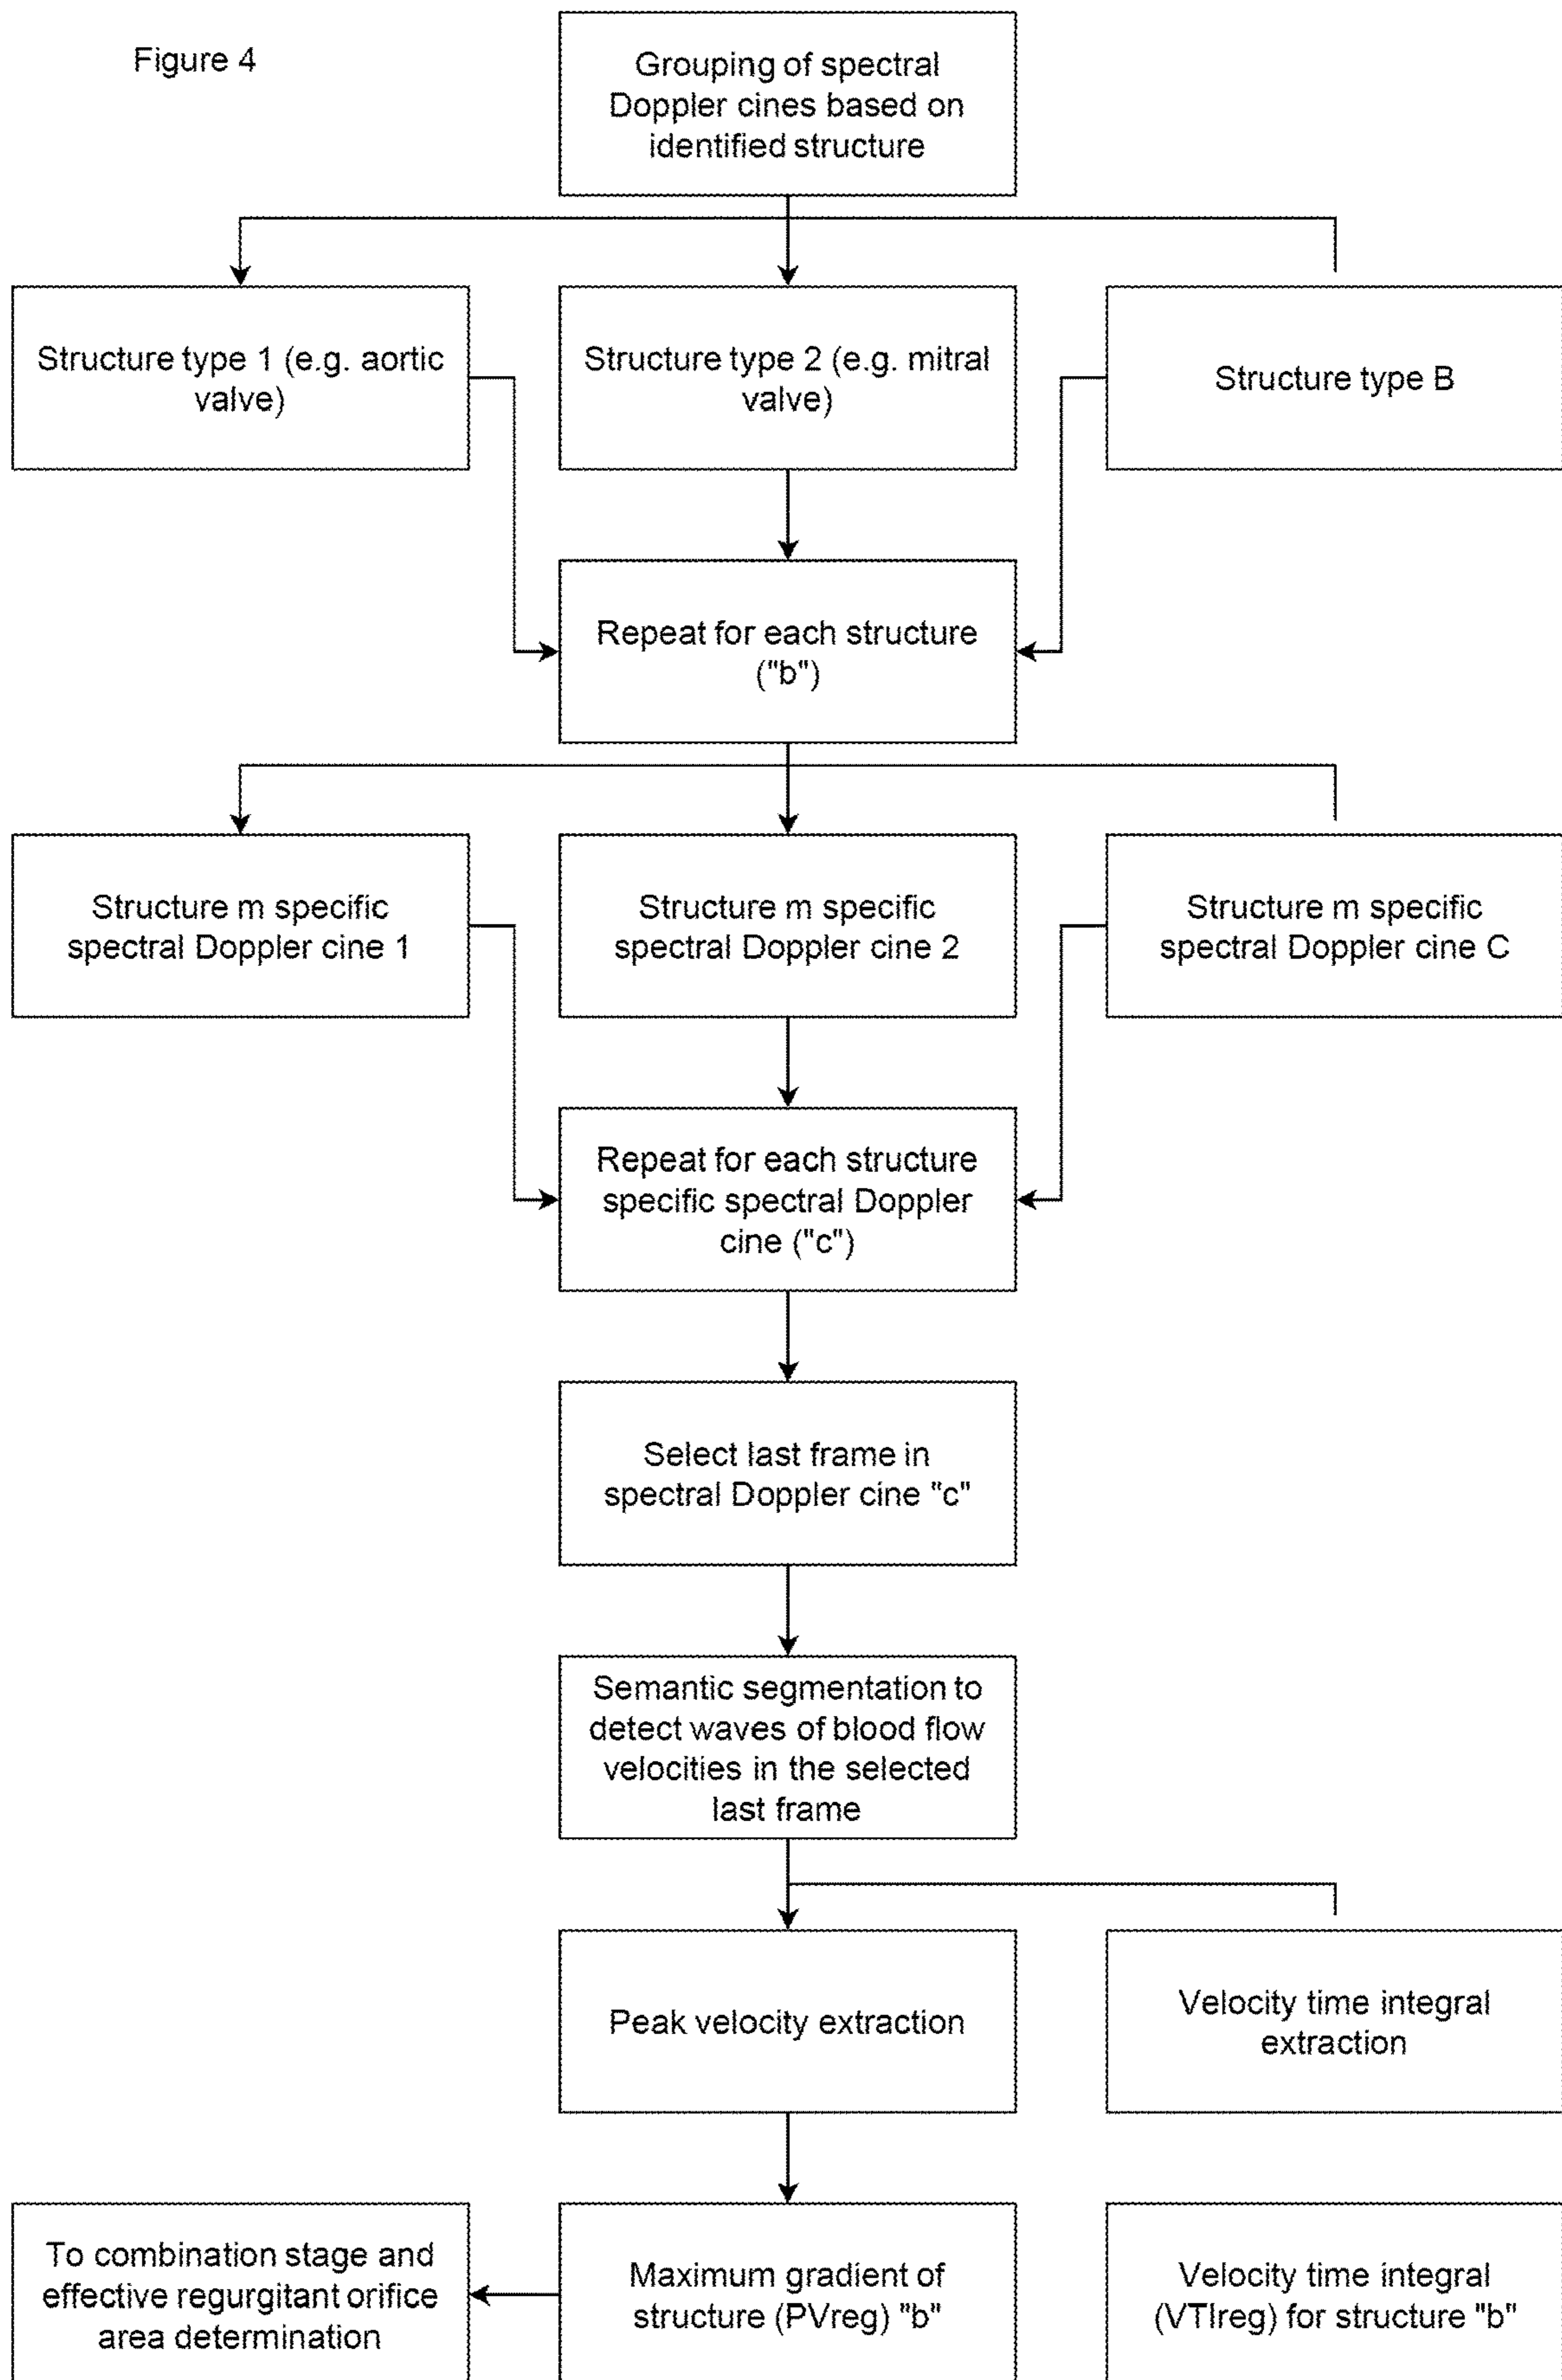 Figure 4
Grouping of spectral
Doppler cines based on
identified structure
Structure type 1 (e.g. aortic
valve)
Structure type 2 (e.g. mitral
valve)
Structure type B
Repeat for each structure
("b")
Structure m specific
spectral Doppler cine 1
Structure m specific
spectral Doppler cine 2
Structure m specific
spectral Doppler cine C
Repeat for each structure
specific spectral Doppler
cine ("c")
Select last frame in
spectral Doppler cine "c"
Semantic segmentation to
detect waves of blood flow
velocities in the selected
last frame
Peak velocity extraction
Velocity time integral
extraction
To combination stage and
effective regurgitant orifice
area determination
Maximum gradient of
structure (PVreg) "b"
Velocity time integral
(VTIreg) for structure "b"